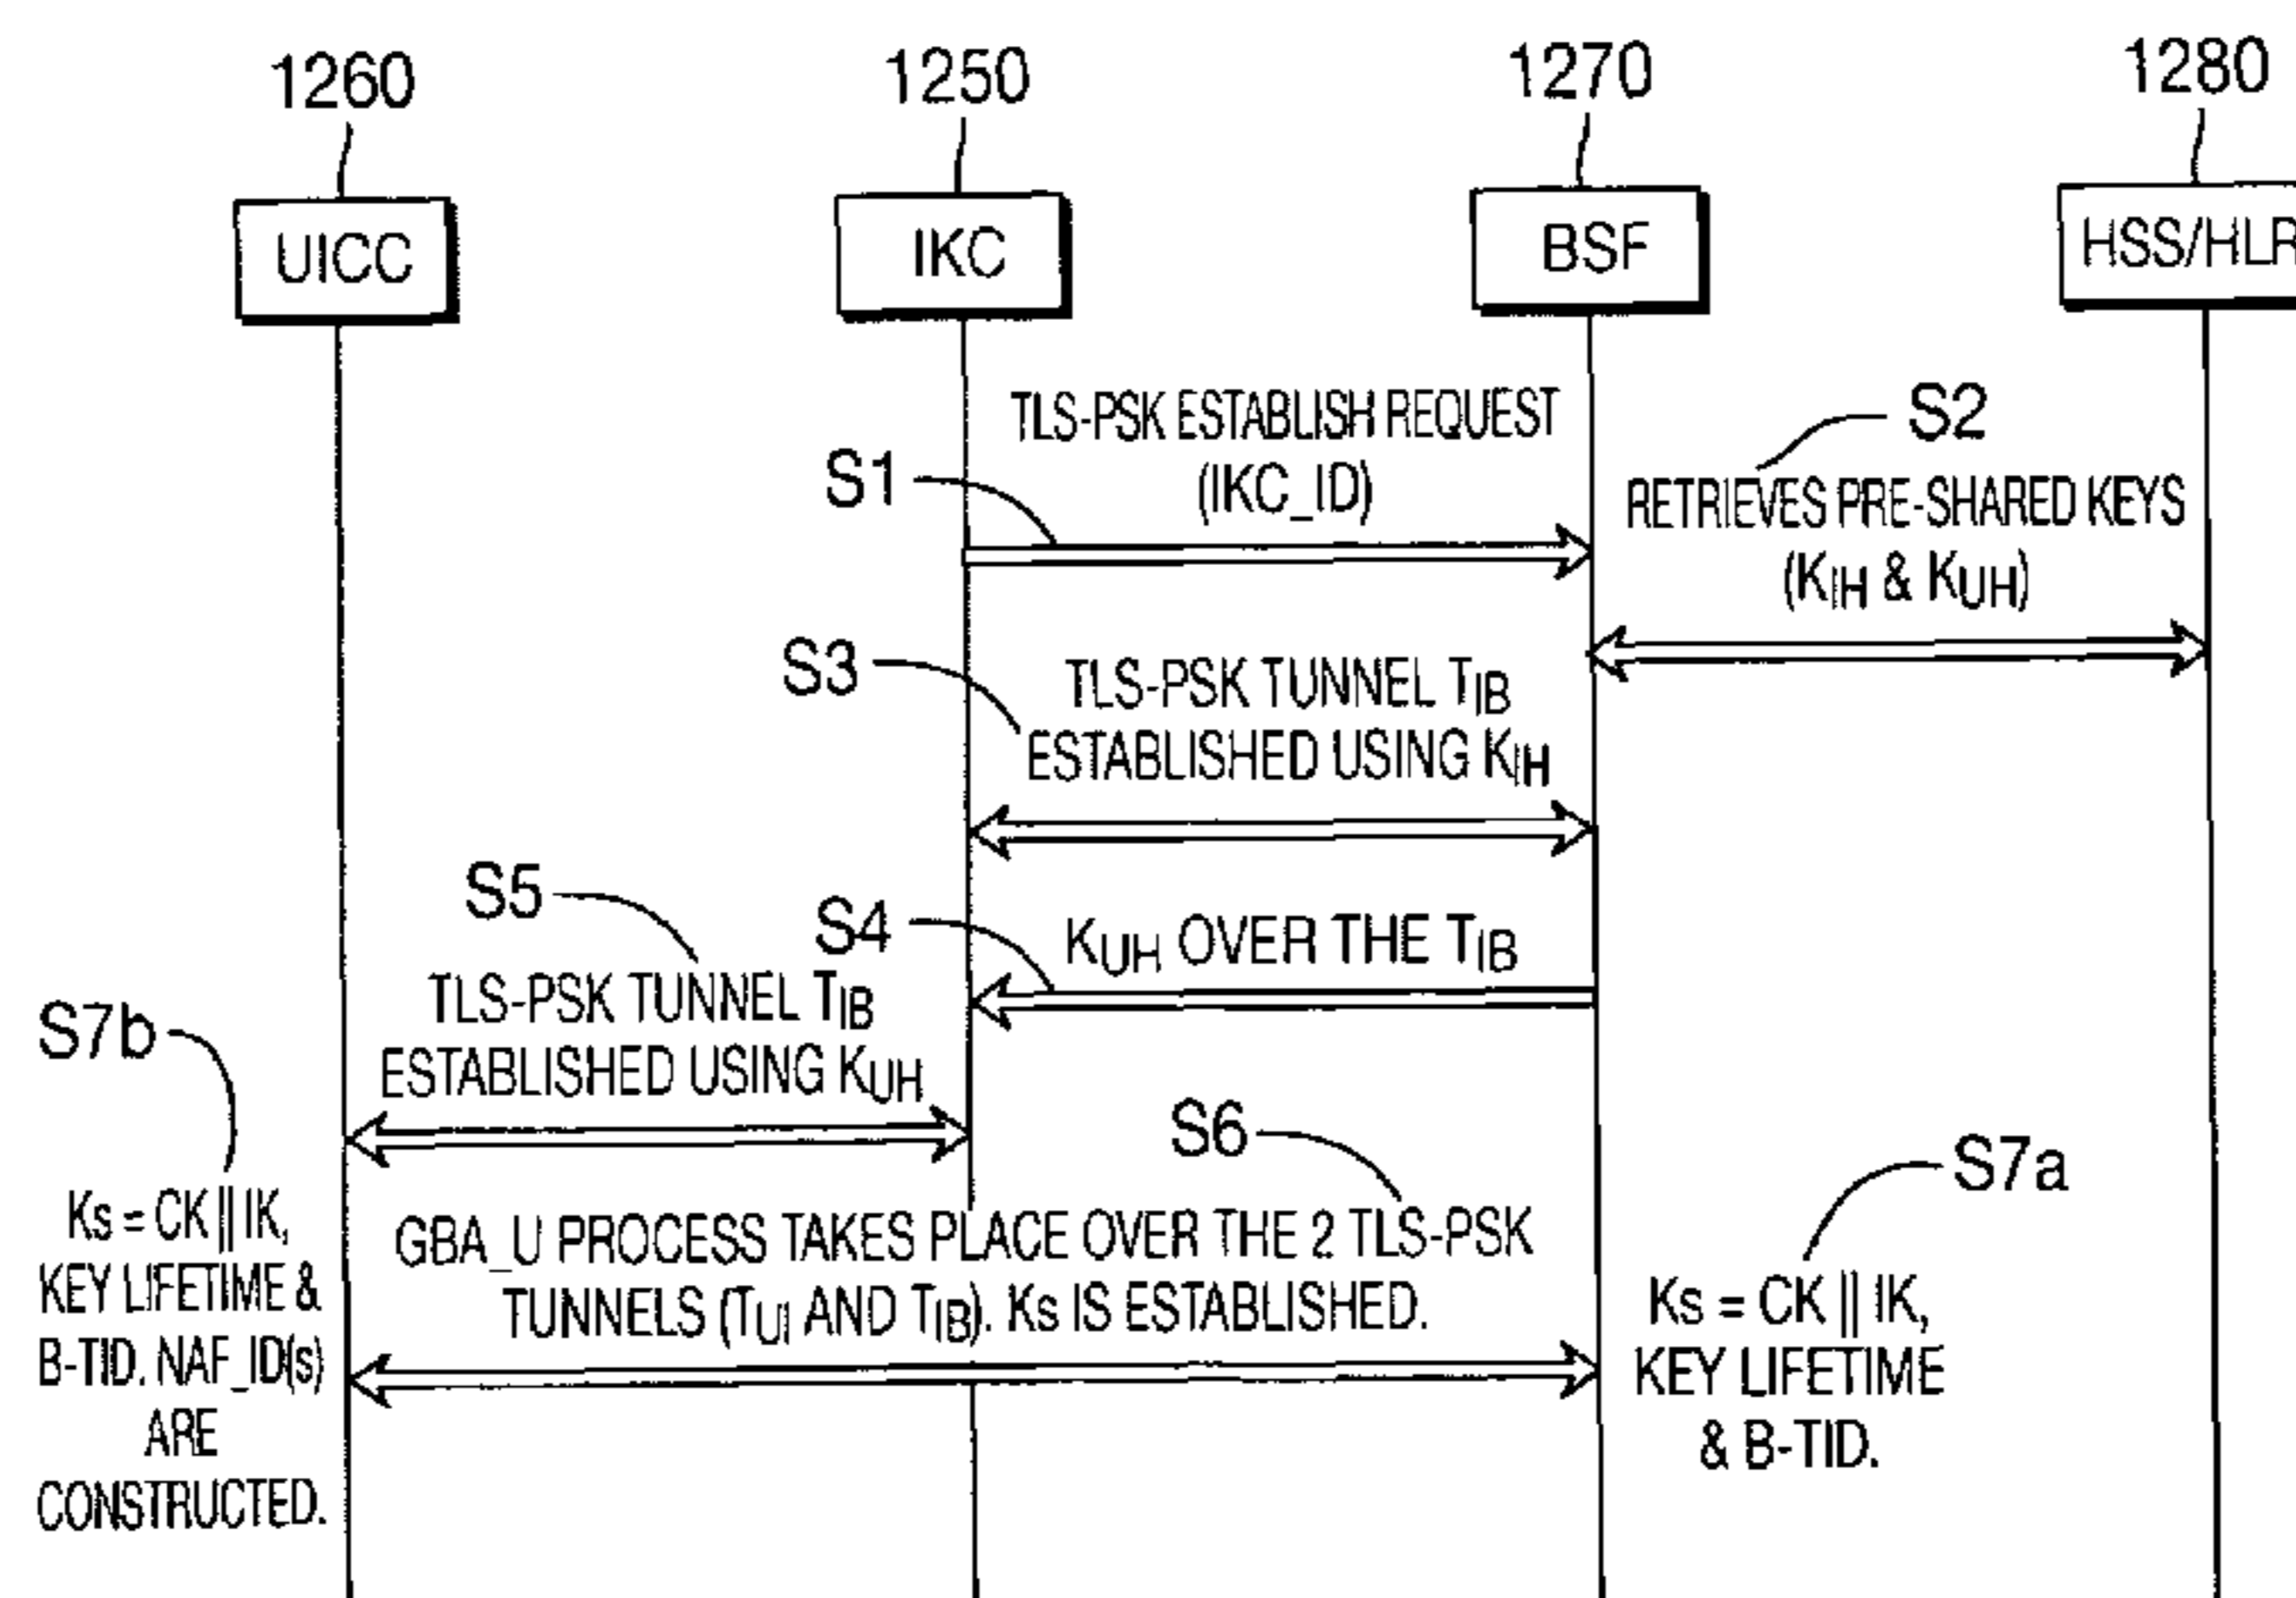 1260
1250
1270
1280
UICC
IKC
BSF
HSS/HLR
TLS-PSK ESTABLISH REQUEST
(IKC_ID)
S1
S2
RETRIEVES PRE-SHARED KEYS
(KIH & KUH)
S3
TLS-PSK TUNNEL TIB
ESTABLISHED USING KIH
S4
KUH OVER THE TIB
S5
TLS-PSK TUNNEL TIB
ESTABLISHED USING KUH
S6
GBA_U PROCESS TAKES PLACE OVER THE 2 TLS-PSK
TUNNELS (TUI AND TIB). Ks IS ESTABLISHED.
S7b
Ks = CK || IK,
KEY LIFETIME &
B-TID. NAF_ID(s)
ARE
CONSTRUCTED.
S7a
Ks = CK || IK,
KEY LIFETIME
& B-TID.